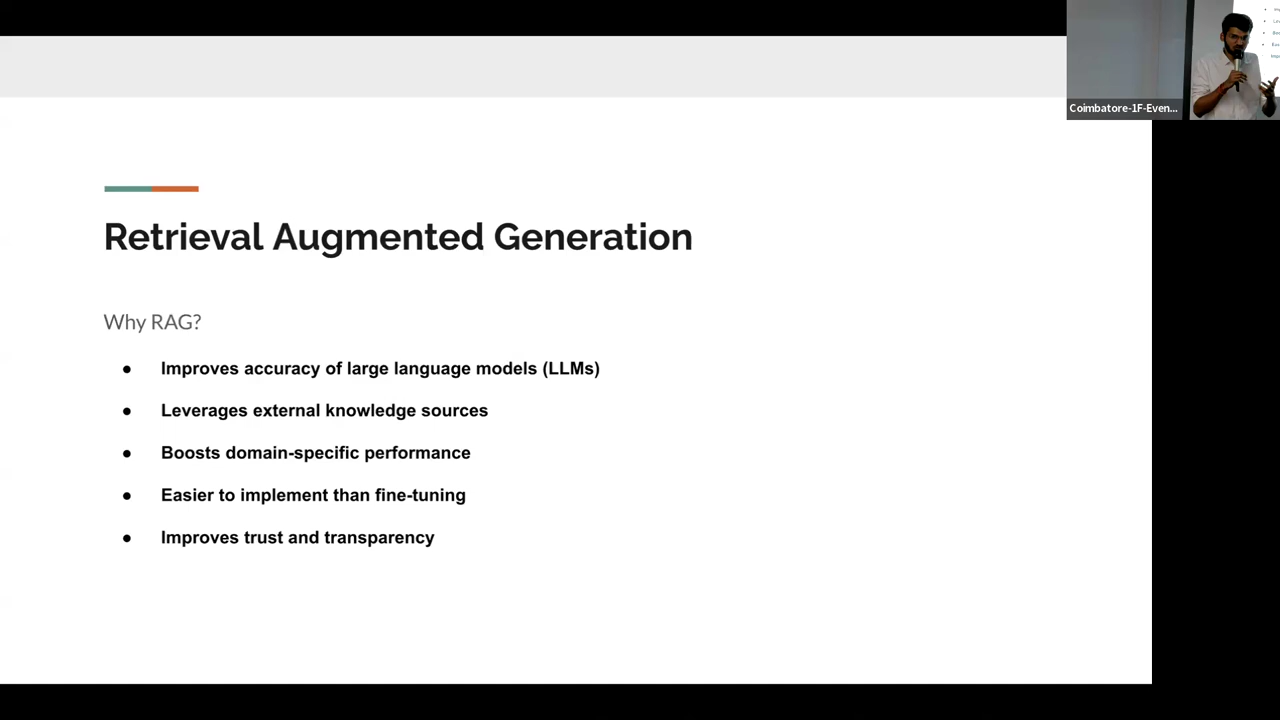 Coimbatore-1F-Even...
Retrieval Augmented Generation
Why RAG?
● Improves accuracy of large language models (LLMs)
● Leverages external knowledge sources
● Boosts domain-specific performance
● Easier to implement than fine-tuning
● Improves trust and transparency